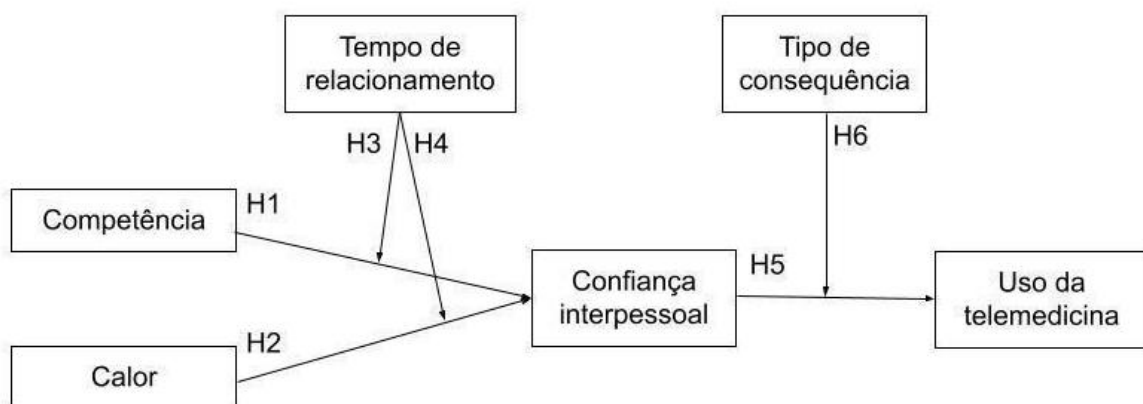 Tempo de
relacionamento
Tipo de
consequência
H3
H4
H6
Competência
H1
Confiança
interpessoal
H5
Uso da
telemedicina
H2
Calor